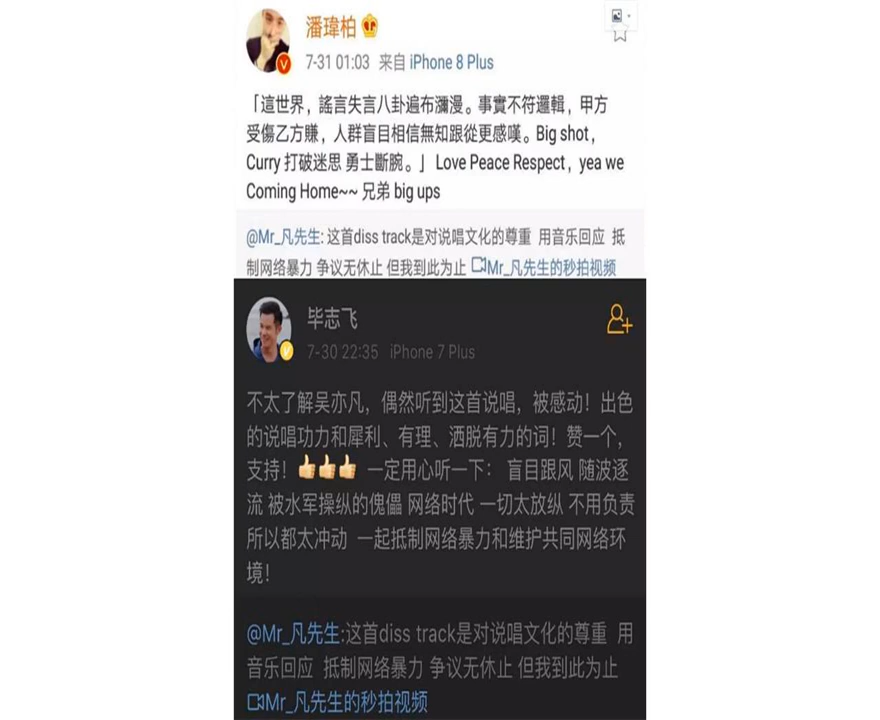 潘瑋柏
7-31 01:03 来自 iPhone 8 Plus
「這世界，謠言失言八卦遍布瀰漫。事實不符邏輯，甲方
受傷乙方賺，人群盲目相信無知跟從更感嘆。Big shot，
Curry 打破迷思 勇士斷腕。」Love Peace Respect，yea we
Coming Home~~ 兄弟 big ups
@Mr_凡先生: 这首diss track是对说唱文化的尊重 用音乐回应 抵
制网络暴力 争议无休止 但我到此为止 Mr_凡先生的秒拍视频
毕志飞
7-30 22:35 iPhone 7 Plus
不太了解吴亦凡，偶然听到这首说唱，被感动！出色
的说唱功力和犀利、有理、洒脱有力的词！赞一个，
支持！👍👍👍 一定用心听一下： 盲目跟风 随波逐
流 被水军操纵的傀儡 网络时代 一切太放纵 不用负责
所以都太冲动 一起抵制网络暴力和维护共同网络环
境！
@Mr_凡先生:这首diss track是对说唱文化的尊重 用
音乐回应 抵制网络暴力 争议无休止 但我到此为止
Mr_凡先生的秒拍视频